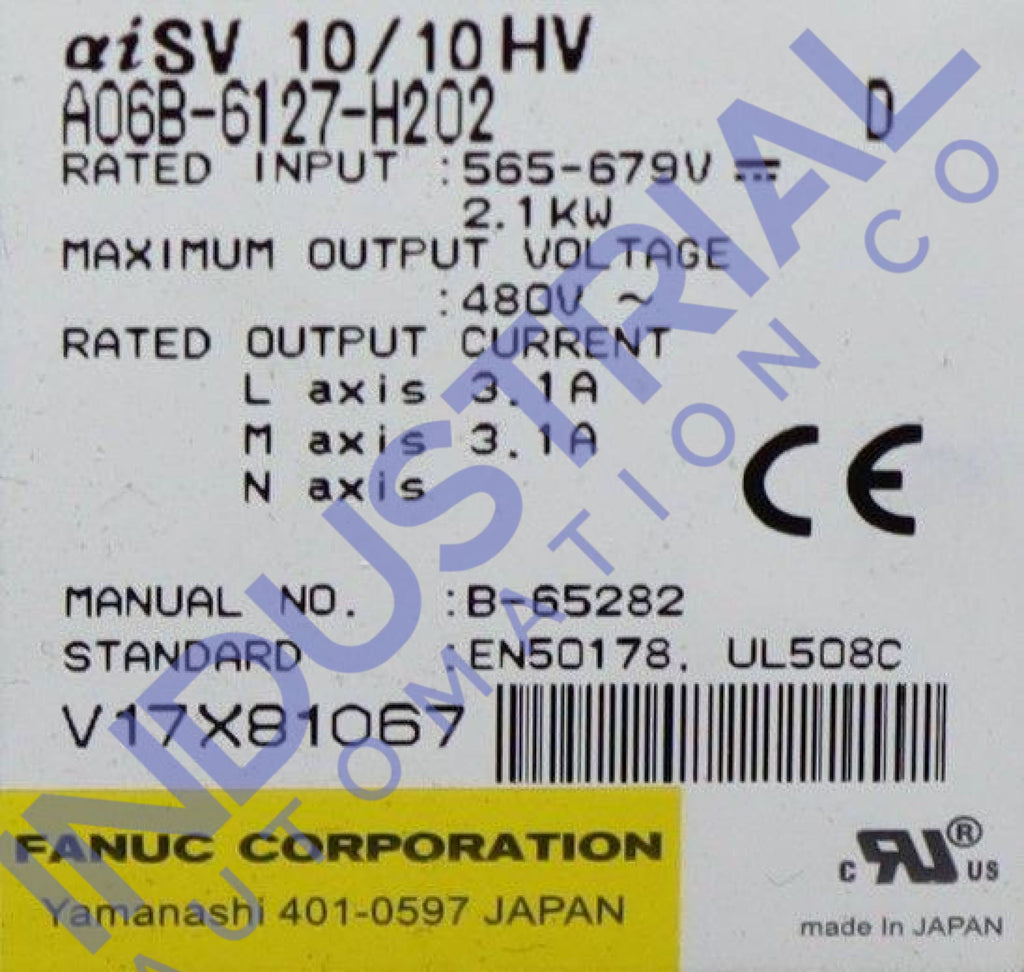 αiSV 10/10HV
A06B-6127-H202 D
RATED INPUT :565-679V ⎓
2.1KW
MAXIMUM OUTPUT VOLTAGE
:480V ~
RATED OUTPUT CURRENT
L axis 3.1A
M axis 3.1A
N axis
MANUAL NO. :B-65282
STANDARD :EN50178, UL508C
V17X81067
CE
FANUC CORPORATION
Yamanashi 401-0597 JAPAN
c RU ® US
made In JAPAN
INDUSTRIAL
AUTOMATION CO